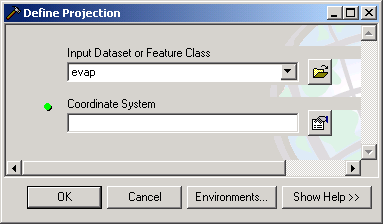 Define Projection
Input Dataset or Feature Class
evap
Coordinate System
OK
Cancel
Environments...
Show Help >>